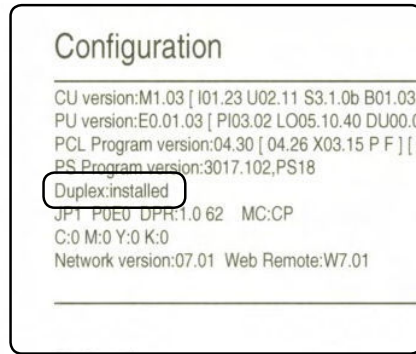 Configuration
CU version:M1.03 [ I01.23 U02.11 S3.1.0b B01.03
PU version:E0.01.03 [ PI03.02 LO05.10.40 DU00.0
PCL Program version:04.30 [ 04.26 X03.15 P F ] [
PS Program version:3017.102,PS18
Duplex:installed
JP1 P0E0 DPR:1.0 62 MC:CP
C:0 M:0 Y:0 K:0
Network version:07.01 Web Remote:W7.01